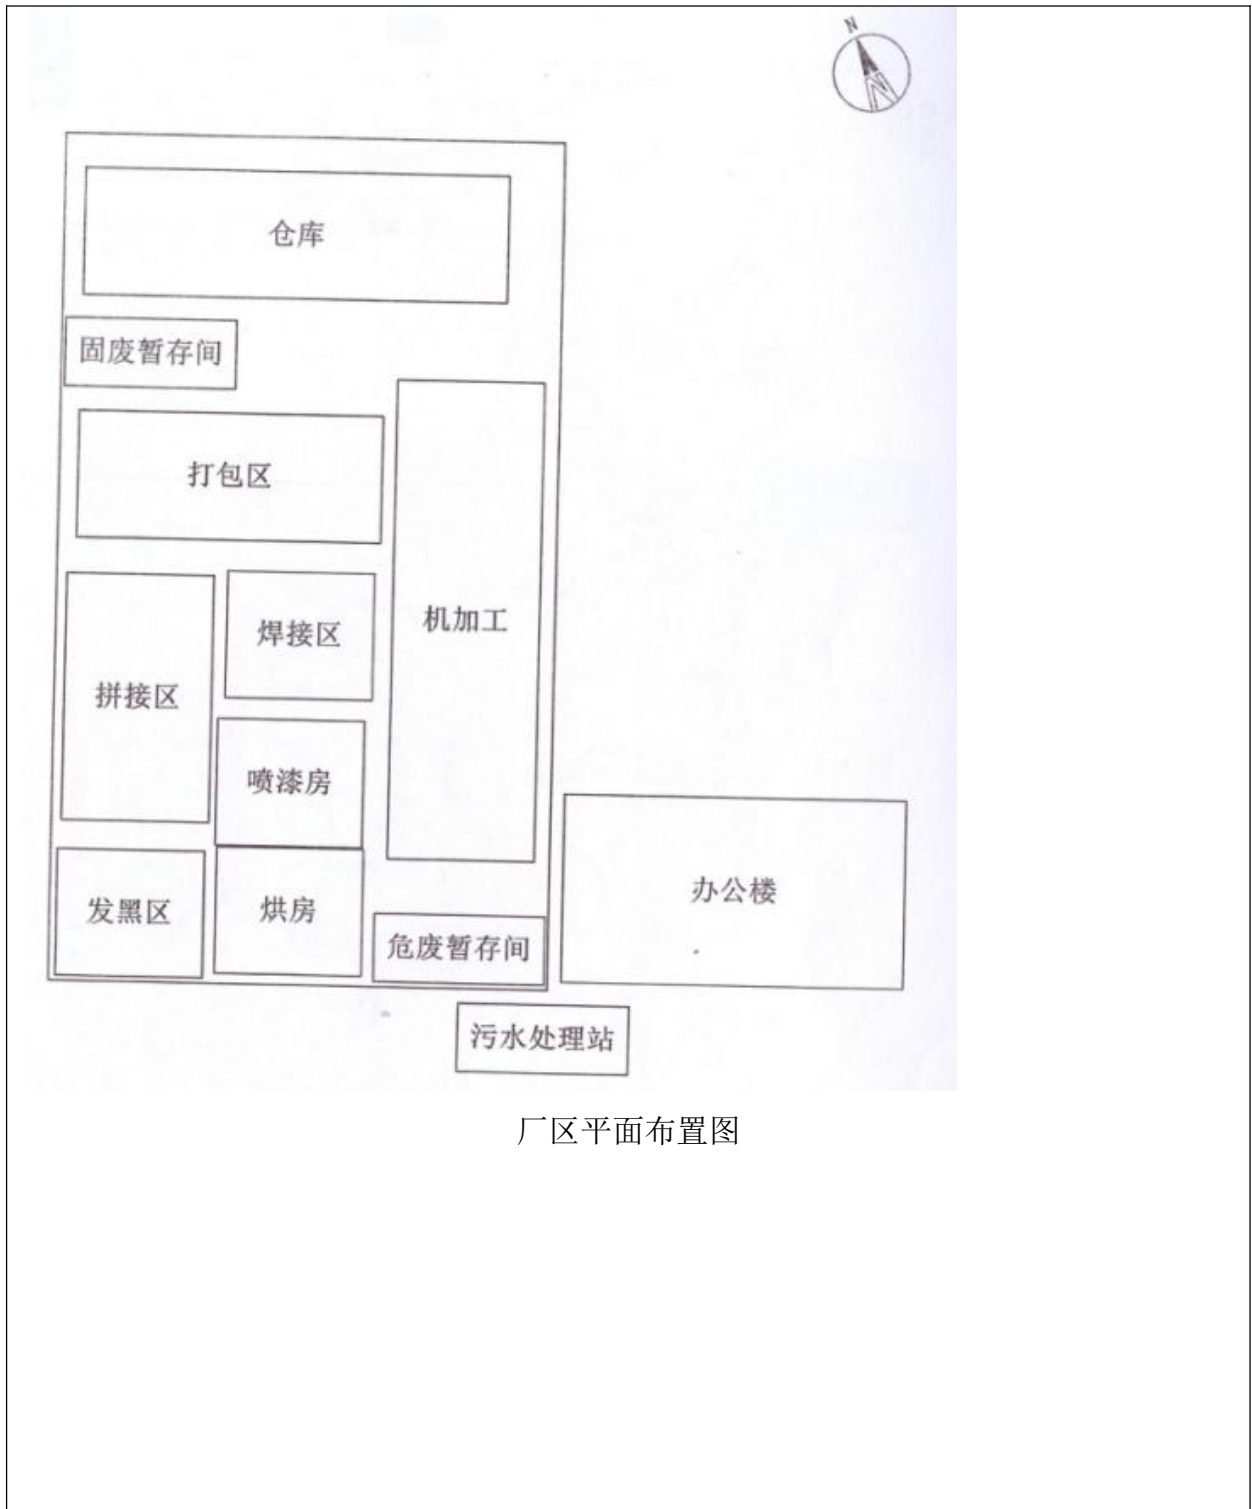 N
仓库
固废暂存间
打包区
机加工
焊接区
拼接区
喷漆房
办公楼
发黑区
烘房
危废暂存间
污水处理站
厂区平面布置图